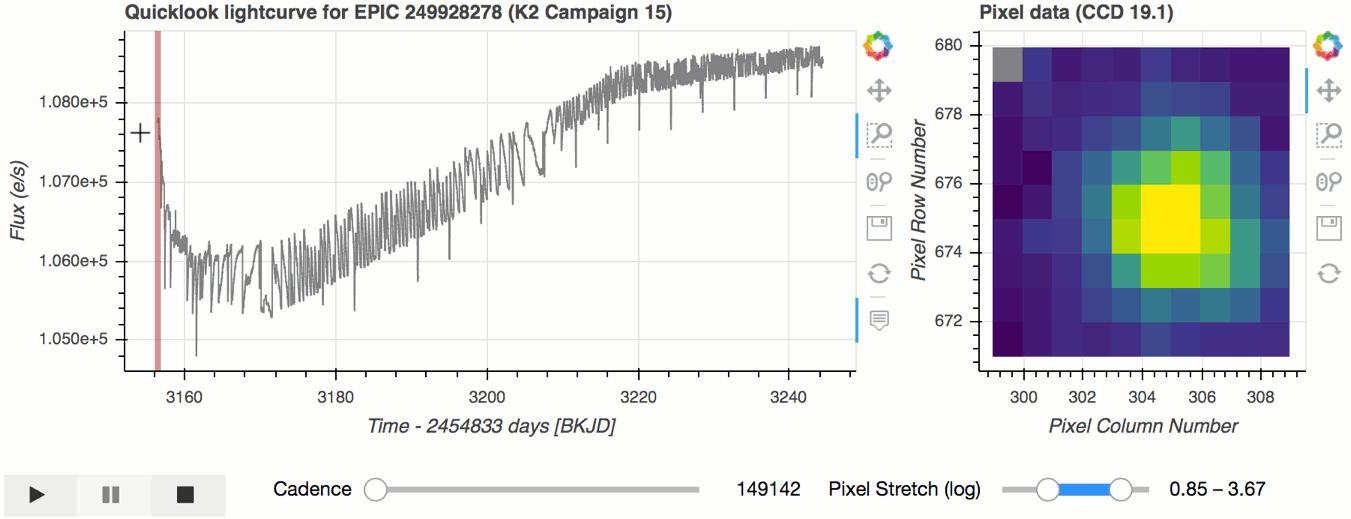 Quicklook lightcurve for EPIC 249928278 (K2 Campaign 15)
Flux (e/s)
1.080e+5
1.070e+5
1.060e+5
1.050e+5
3160 3180 3200 3220 3240
Time - 2454833 days [BKJD]
Pixel data (CCD 19.1)
Pixel Row Number
680
678
676
674
672
300 302 304 306 308
Pixel Column Number
Cadence 149142 Pixel Stretch (log) 0.85 – 3.67